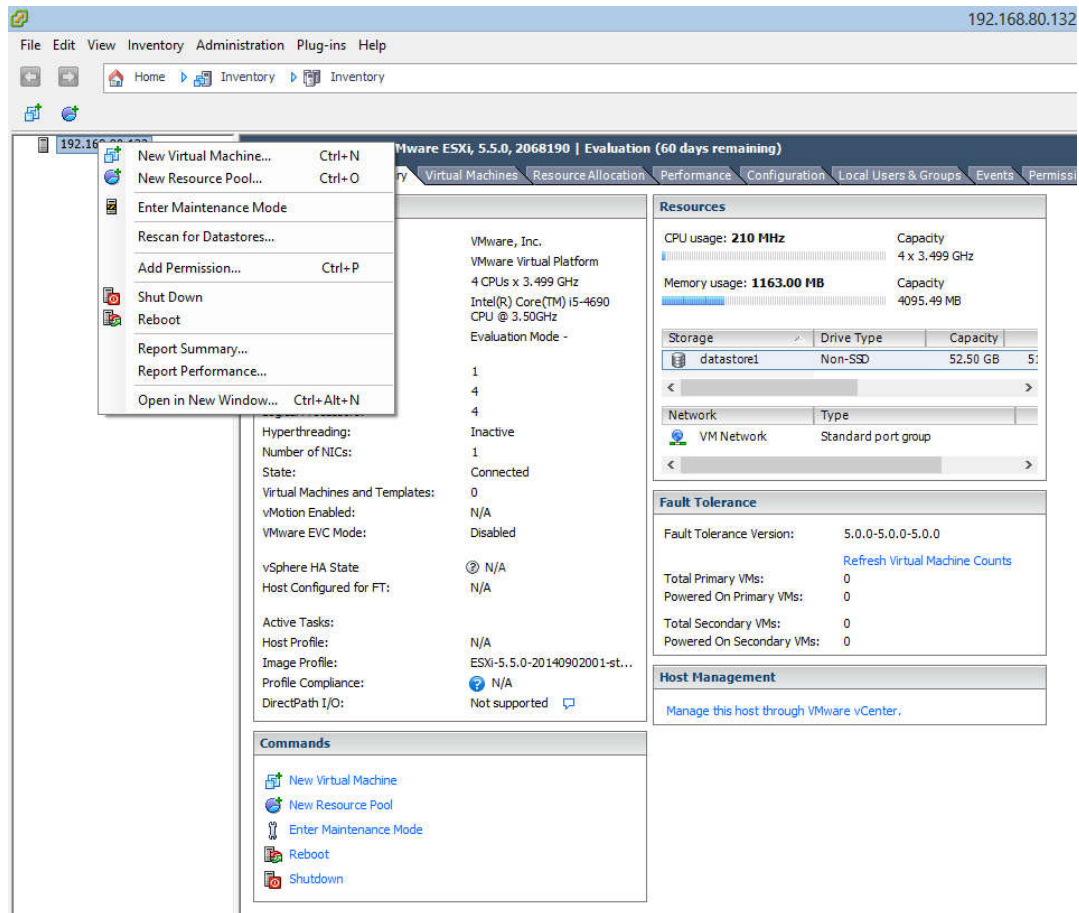 192.168.80.132
File Edit View Inventory Administration Plug-ins Help
Home Inventory Inventory
New Virtual Machine... Ctrl+N
New Resource Pool... Ctrl+O
Enter Maintenance Mode
Rescan for Datastores...
Add Permission... Ctrl+P
Shut Down
Reboot
Report Summary...
Report Performance...
Open in New Window... Ctrl+Alt+N
Mware ESXi, 5.5.0, 2068190 | Evaluation (60 days remaining)
ry Virtual Machines Resource Allocation Performance Configuration Local Users & Groups Events Permissi
VMware, Inc.
VMware Virtual Platform
4 CPUs x 3.499 GHz
Intel(R) Core(TM) i5-4690
CPU @ 3.50GHz
Evaluation Mode -
1
4
4
Hyperthreading: Inactive
Number of NICs: 1
State: Connected
Virtual Machines and Templates: 0
vMotion Enabled: N/A
VMware EVC Mode: Disabled
vSphere HA State N/A
Host Configured for FT: N/A
Active Tasks:
Host Profile: N/A
Image Profile: ESXi-5.5.0-20140902001-st...
Profile Compliance: N/A
DirectPath I/O: Not supported
Commands
New Virtual Machine
New Resource Pool
Enter Maintenance Mode
Reboot
Shutdown
Resources
CPU usage: 210 MHz Capacity
4 x 3.499 GHz
Memory usage: 1163.00 MB Capacity
4095.49 MB
Storage Drive Type Capacity
datastore1 Non-SSD 52.50 GB 5:
Network Type
VM Network Standard port group
Fault Tolerance
Fault Tolerance Version: 5.0.0-5.0.0-5.0.0
Refresh Virtual Machine Counts
Total Primary VMs: 0
Powered On Primary VMs: 0
Total Secondary VMs: 0
Powered On Secondary VMs: 0
Host Management
Manage this host through VMware vCenter.